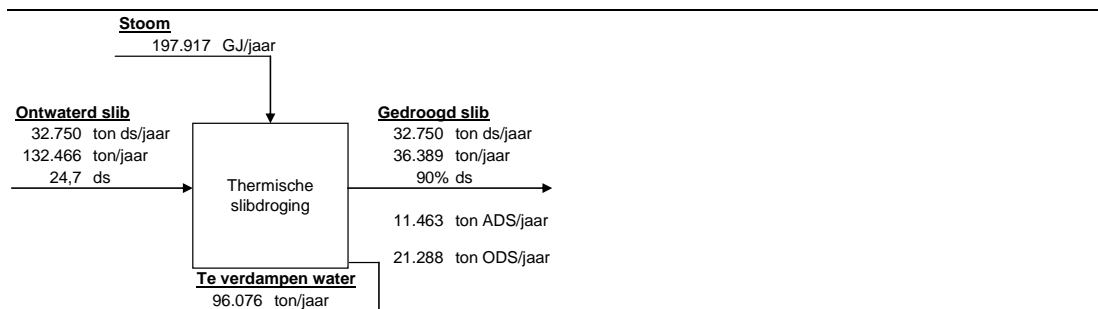 Stoom
197.917 GJ/jaar
Ontwaterd slib
32.750 ton ds/jaar
132.466 ton/jaar
24,7 ds
Thermische
slibdroging
Gedroogd slib
32.750 ton ds/jaar
36.389 ton/jaar
90% ds
11.463 ton ADS/jaar
21.288 ton ODS/jaar
Te verdampen water
96.076 ton/jaar